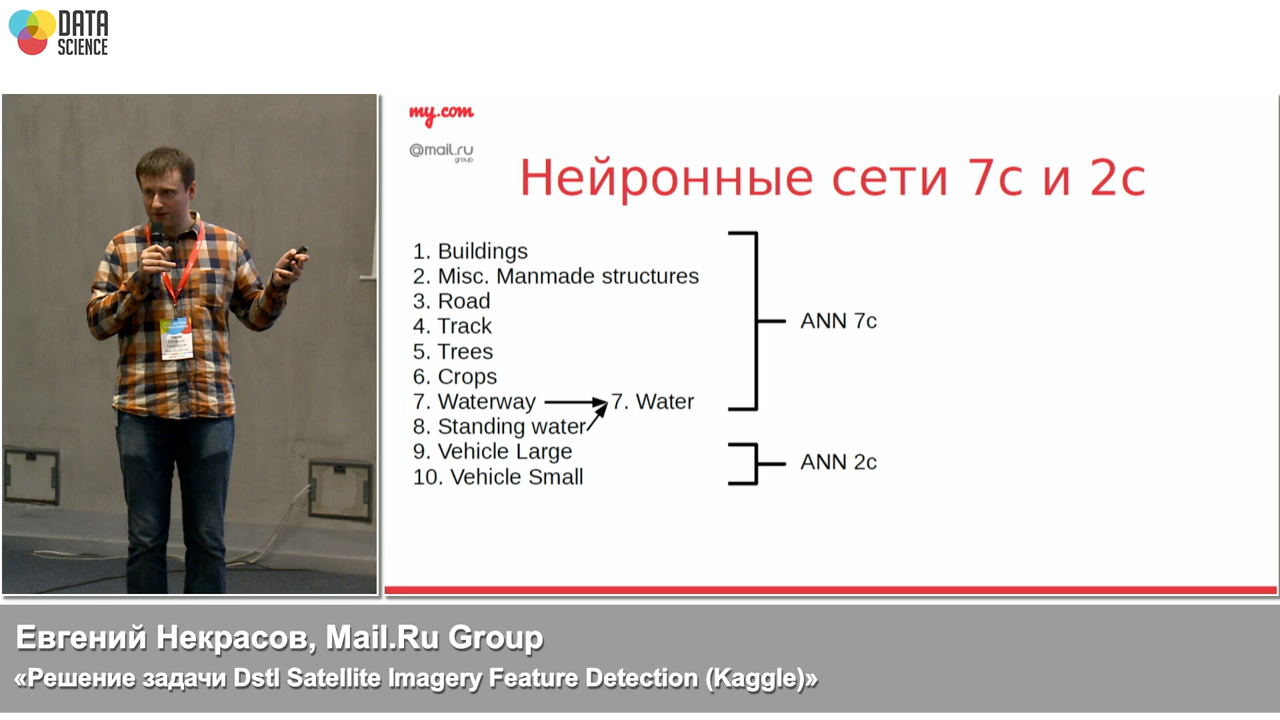 DATA
SCIENCE
my.com
@mail.ru
group
Нейронные сети 7с и 2с
1. Buildings
2. Misc. Manmade structures
3. Road
4. Track
5. Trees
6. Crops
7. Waterway
7. Water
8. Standing water
9. Vehicle Large
10. Vehicle Small
ANN 7c
ANN 2c
Евгений Некрасов, Mail.Ru Group
«Решение задачи Dstl Satellite Imagery Feature Detection (Kaggle)»